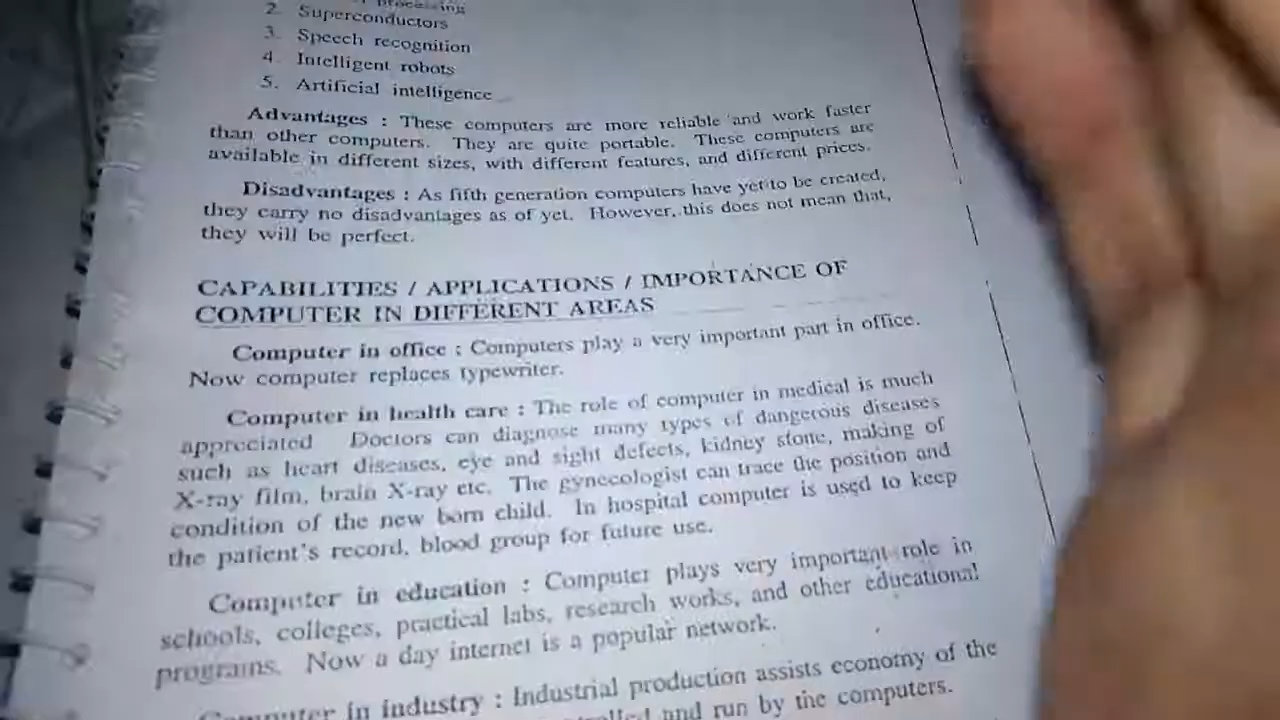 processing
2. Superconductors
3. Speech recognition
4. Intelligent robots
5. Artificial intelligence
Advantages : These computers are more reliable and work faster
than other computers. They are quite portable. These computers are
available in different sizes, with different features, and different prices.
Disadvantages : As fifth generation computers have yet to be created,
they carry no disadvantages as of yet. However, this does not mean that,
they will be perfect.
CAPABILITIES / APPLICATIONS / IMPORTANCE OF
COMPUTER IN DIFFERENT AREAS
Computer in office : Computers play a very important part in office.
Now computer replaces typewriter.
Computer in health care : The role of computer in medical is much
appreciated Doctors can diagnose many types of dangerous diseases
such as heart diseases, eye and sight defects, kidney stone, making of
X-ray film, brain X-ray etc. The gynecologist can trace the position and
condition of the new born child. In hospital computer is used to keep
the patient's record, blood group for future use.
Computer in education : Computer plays very important role in
schools, colleges, practical labs, research works, and other educational
programs. Now a day internet is a popular network.
Computer in industry : Industrial production assists economy of the
and run by the computers.